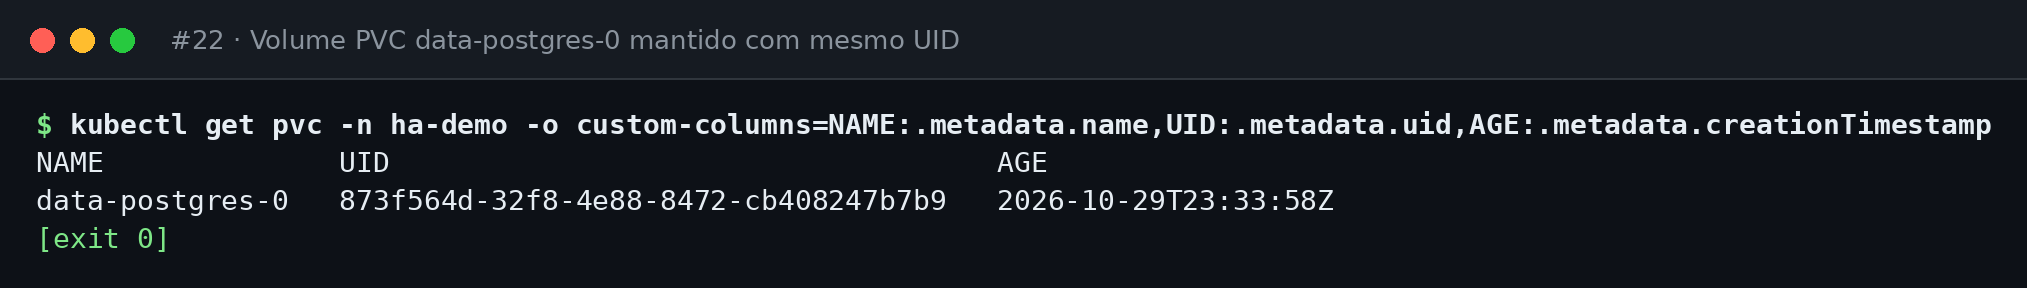 #22 · Volume PVC data-postgres-0 mantido com mesmo UID
$ kubectl get pvc -n ha-demo -o custom-columns=NAME:.metadata.name,UID:.metadata.uid,AGE:.metadata.creationTimestamp
NAME              UID                                    AGE
data-postgres-0   873f564d-32f8-4e88-8472-cb408247b7b9   2026-10-29T23:33:58Z
[exit 0]